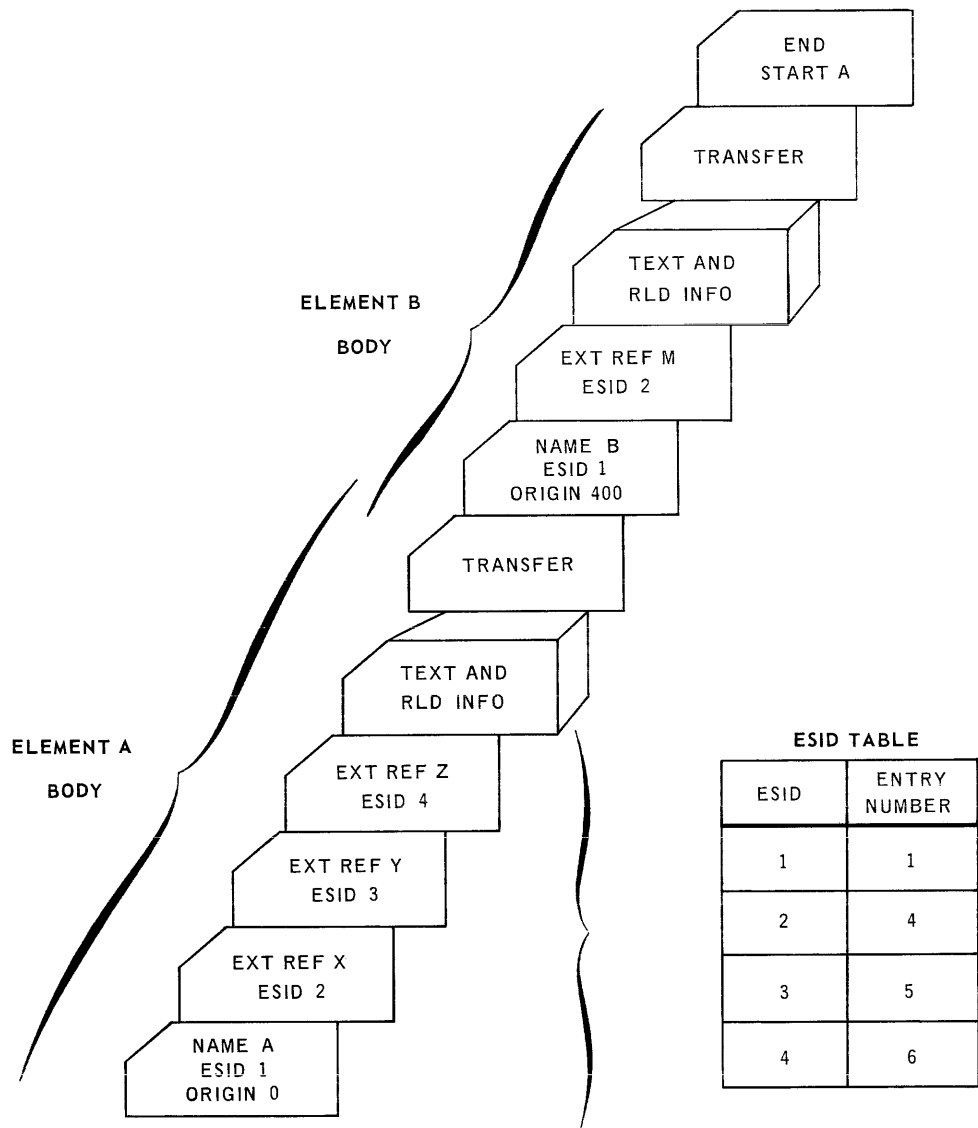 END
START A
TRANSFER
TEXT AND
RLD INFO
ELEMENT B
BODY
EXT REF M
ESID 2
NAME B
ESID 1
ORIGIN 400
TRANSFER
TEXT AND
RLD INFO
ELEMENT A
BODY
EXT REF Z
ESID 4
EXT REF Y
ESID 3
EXT REF X
ESID 2
NAME A
ESID 1
ORIGIN 0
ESID TABLE
ESID
ENTRY
NUMBER
1 1
2 4
3 5
4 6